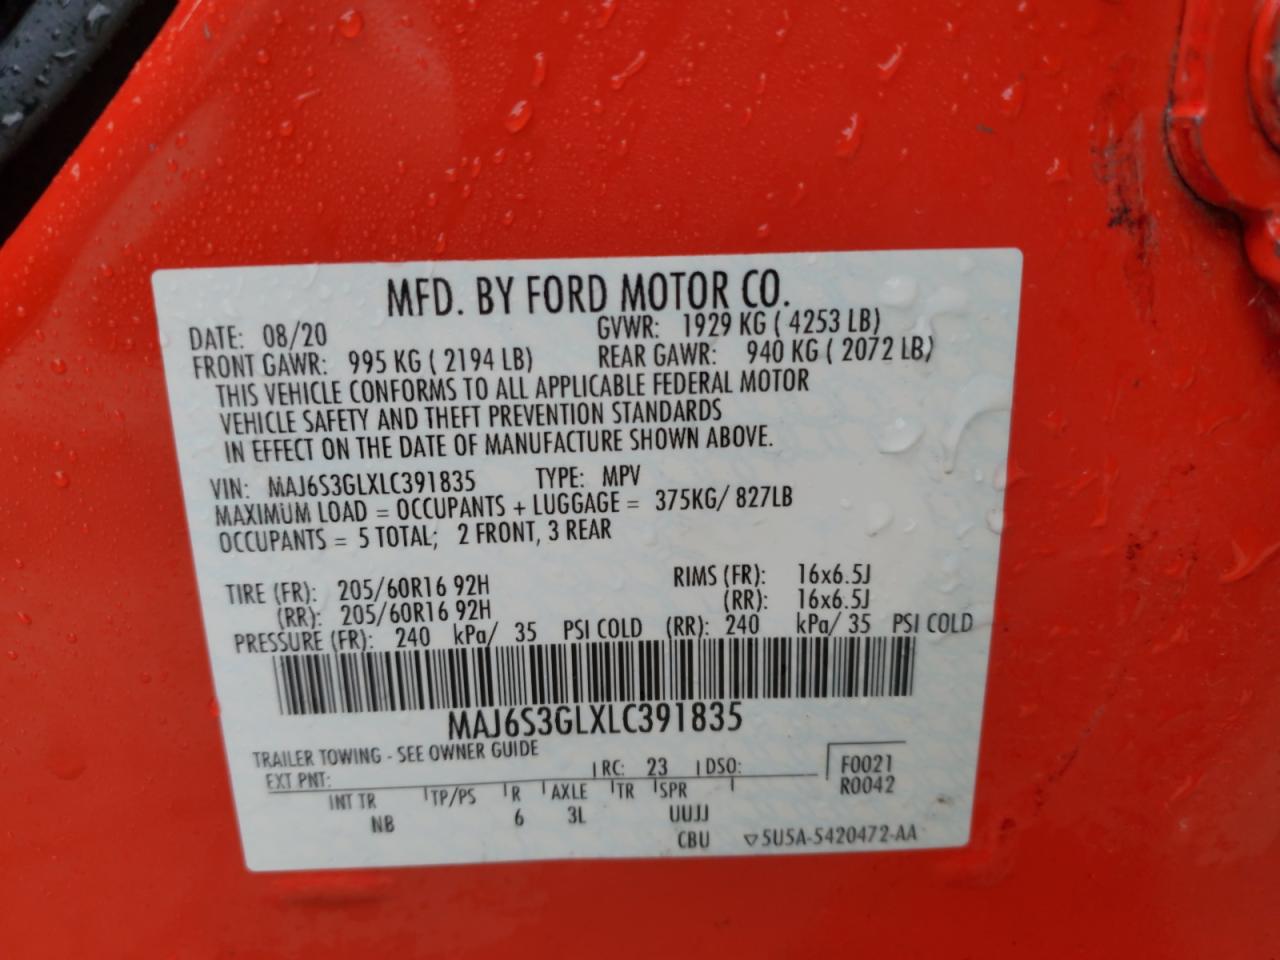 MFD. BY FORD MOTOR CO.
DATE: 08/20 GVWR: 1929 KG ( 4253 LB)
FRONT GAWR: 995 KG ( 2194 LB) REAR GAWR: 940 KG ( 2072 LB)
THIS VEHICLE CONFORMS TO ALL APPLICABLE FEDERAL MOTOR
VEHICLE SAFETY AND THEFT PREVENTION STANDARDS
IN EFFECT ON THE DATE OF MANUFACTURE SHOWN ABOVE.
VIN: MAJ6S3GLXLC391835 TYPE: MPV
MAXIMUM LOAD = OCCUPANTS + LUGGAGE = 375KG/ 827LB
OCCUPANTS = 5 TOTAL; 2 FRONT, 3 REAR
TIRE (FR): 205/60R16 92H RIMS (FR): 16x6.5J
(RR): 205/60R16 92H (RR): 16x6.5J
PRESSURE (FR): 240 kPa/ 35 PSI COLD (RR): 240 kPa/ 35 PSI COLD
MAJ6S3GLXLC391835
TRAILER TOWING - SEE OWNER GUIDE
EXT PNT: RC: 23 DSO: F0021
R0042
INT TR TP/PS R AXLE TR SPR
NB 6 3L UUJJ
CBU ▽5U5A-5420472-AA